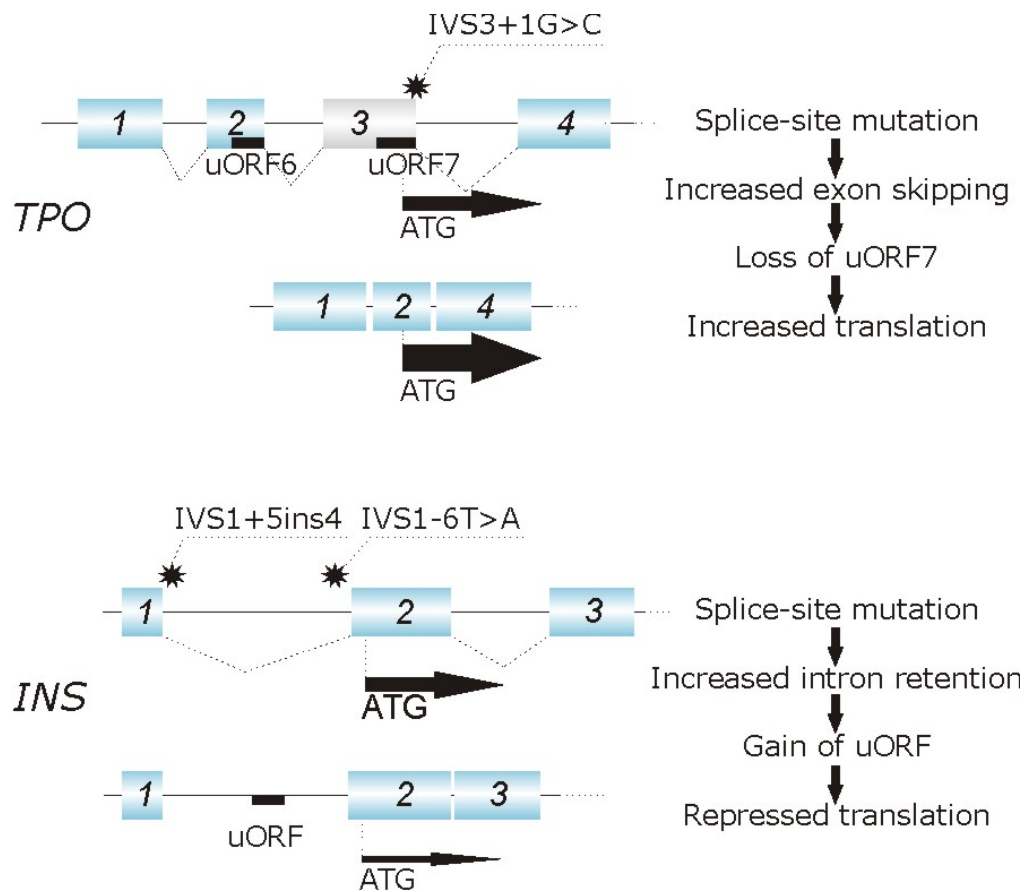 IVS3+1G>C
1
2
3
4
uORF6
uORF7
ATG
TPO
1
2
4
ATG
Splice-site mutation
Increased exon skipping
Loss of uORF7
Increased translation
IVS1+5ins4
IVS1-6T>A
1
2
3
ATG
INS
1
2
3
uORF
ATG
Splice-site mutation
Increased intron retention
Gain of uORF
Repressed translation